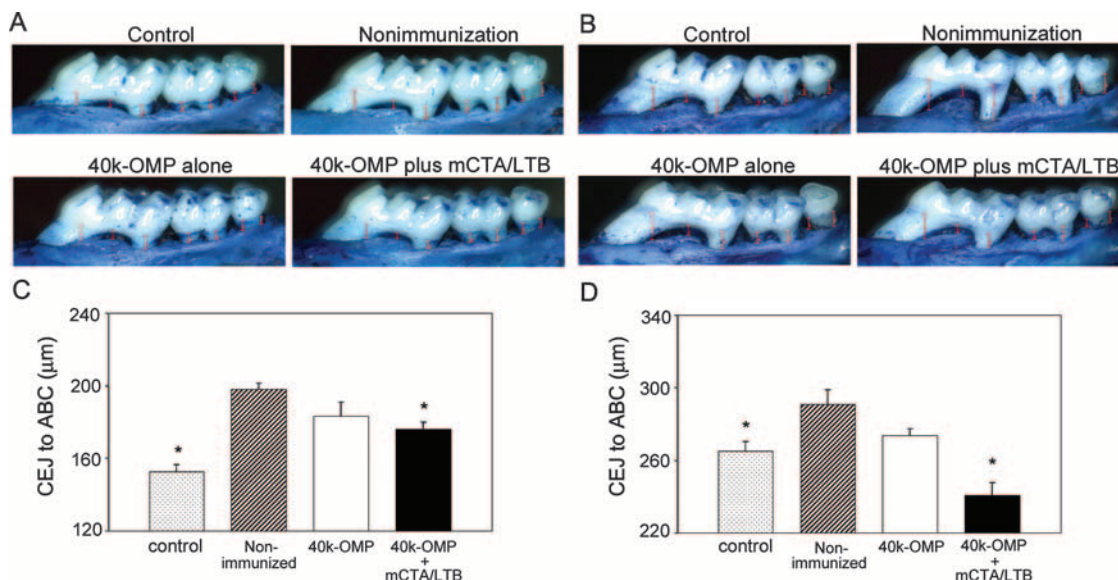 A
Control
Nonimmunization
40k-OMP alone
40k-OMP plus mCTA/LTB
B
Control
Nonimmunization
40k-OMP alone
40k-OMP plus mCTA/LTB
C
CEJ to ABC (μm)
240
200
160
120
*
*
control
Non-
immunized
40k-OMP
40k-OMP
+
mCTA/LTB
D
CEJ to ABC (μm)
340
300
260
220
*
*
control
Non-
immunized
40k-OMP
40k-OMP
+
mCTA/LTB